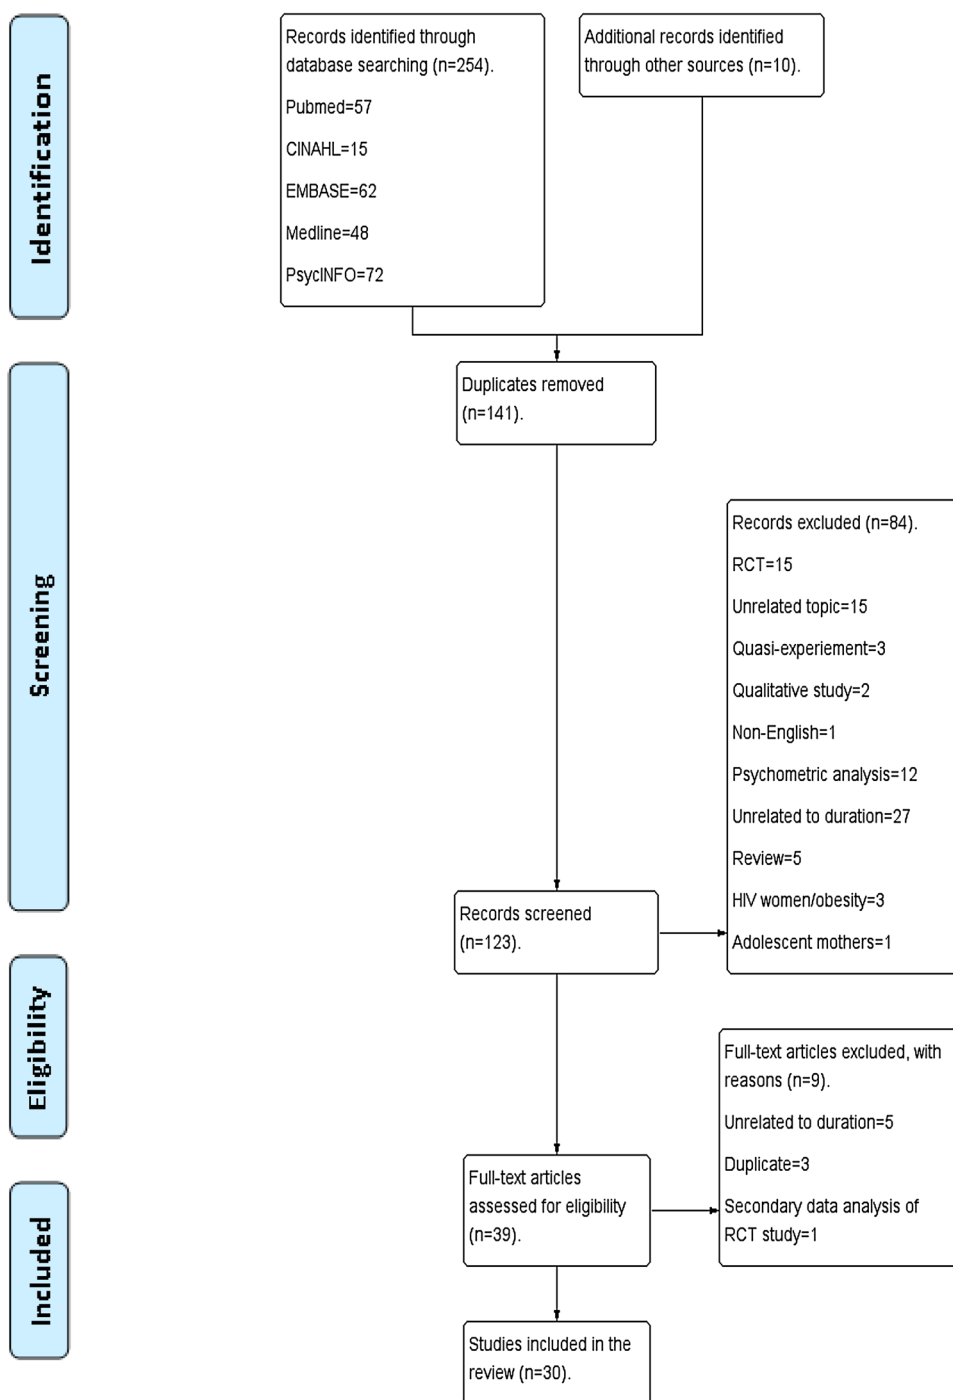 Identification
Records identified through
database searching (n=254).
Pubmed=57
CINAHL=15
EMBASE=62
Medline=48
PsycINFO=72
Additional records identified
through other sources (n=10).
Screening
Duplicates removed
(n=141).
Records excluded (n=84).
RCT=15
Unrelated topic=15
Quasi-experiement=3
Qualitative study=2
Non-English=1
Psychometric analysis=12
Unrelated to duration=27
Review=5
HIV women/obesity=3
Adolescent mothers=1
Records screened
(n=123).
Eligibility
Full-text articles excluded, with
reasons (n=9).
Unrelated to duration=5
Duplicate=3
Secondary data analysis of
RCT study=1
Full-text articles
assessed for eligibility
(n=39).
Included
Studies included in the
review (n=30).